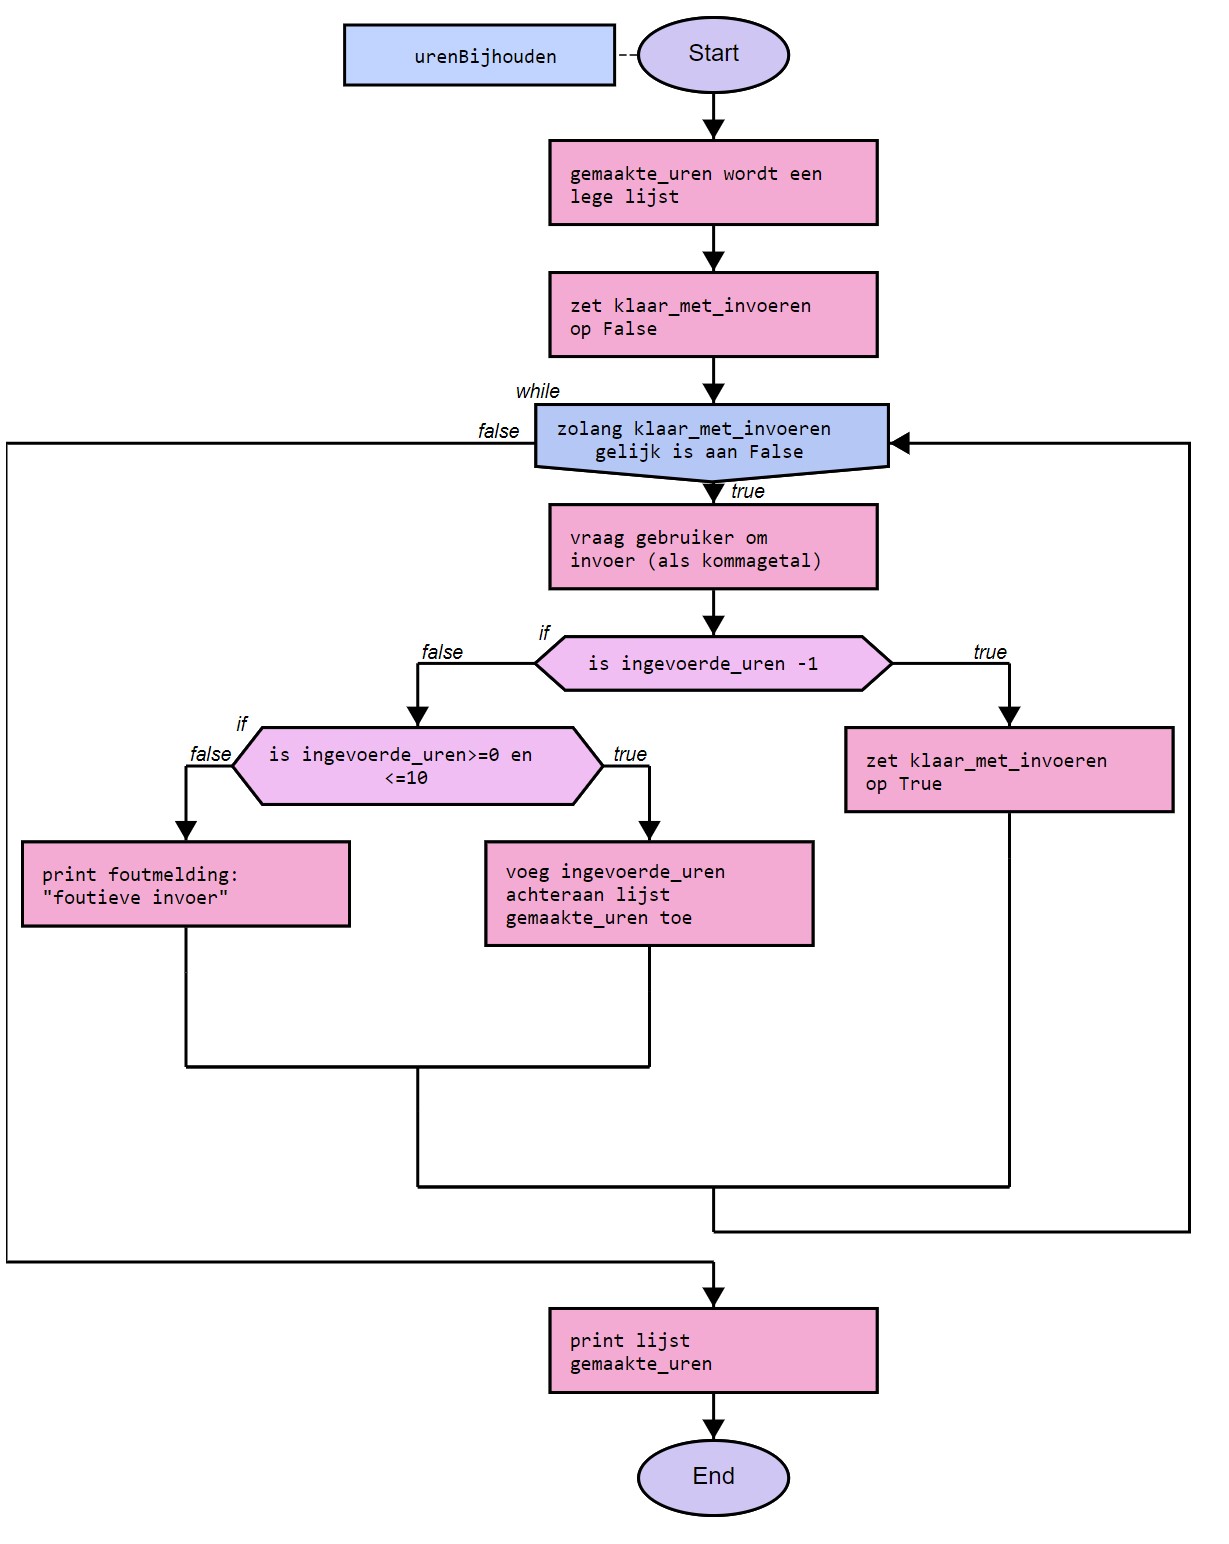 urenBijhouden
Start
gemaakte_uren wordt een
lege lijst
zet klaar_met_invoeren
op False
while
false
zolang klaar_met_invoeren
gelijk is aan False
true
vraag gebruiker om
invoer (als kommagetal)
if
false
is ingevoerde_uren -1
true
if
false
is ingevoerde_uren>=0 en
<=10
true
zet klaar_met_invoeren
op True
print foutmelding:
"foutieve invoer"
voeg ingevoerde_uren
achteraan lijst
gemaakte_uren toe
print lijst
gemaakte_uren
End